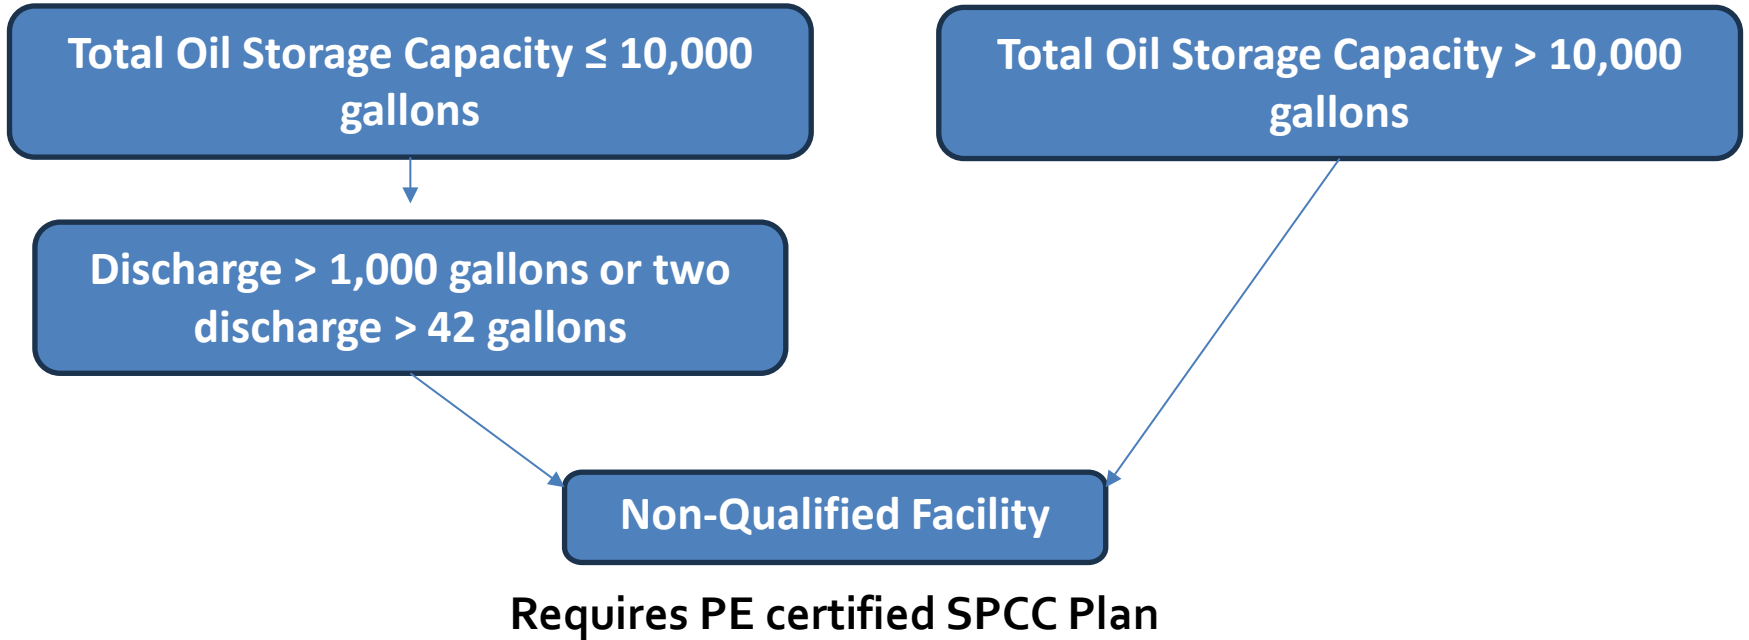 Total Oil Storage Capacity ≤ 10,000
gallons
Total Oil Storage Capacity > 10,000
gallons
Discharge > 1,000 gallons or two
discharge > 42 gallons
Non-Qualified Facility
Requires PE certified SPCC Plan